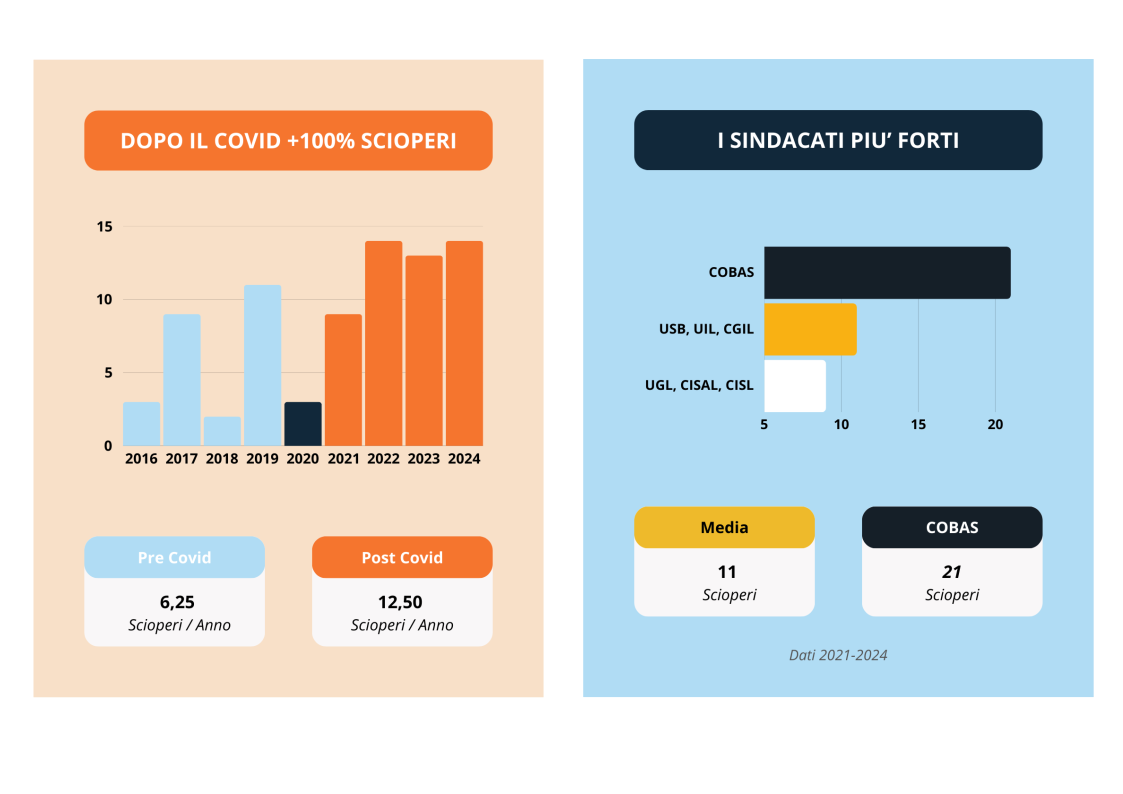 DOPO IL COVID +100% SCIOPERI
15
10
5
0
2016 2017 2018 2019 2020 2021 2022 2023 2024
Pre Covid
6,25
Scioperi / Anno
Post Covid
12,50
Scioperi / Anno
I SINDACATI PIU’ FORTI
COBAS
USB, UIL, CGIL
UGL, CISAL, CISL
5 10 15 20
Media
11
Scioperi
COBAS
21
Scioperi
Dati 2021-2024